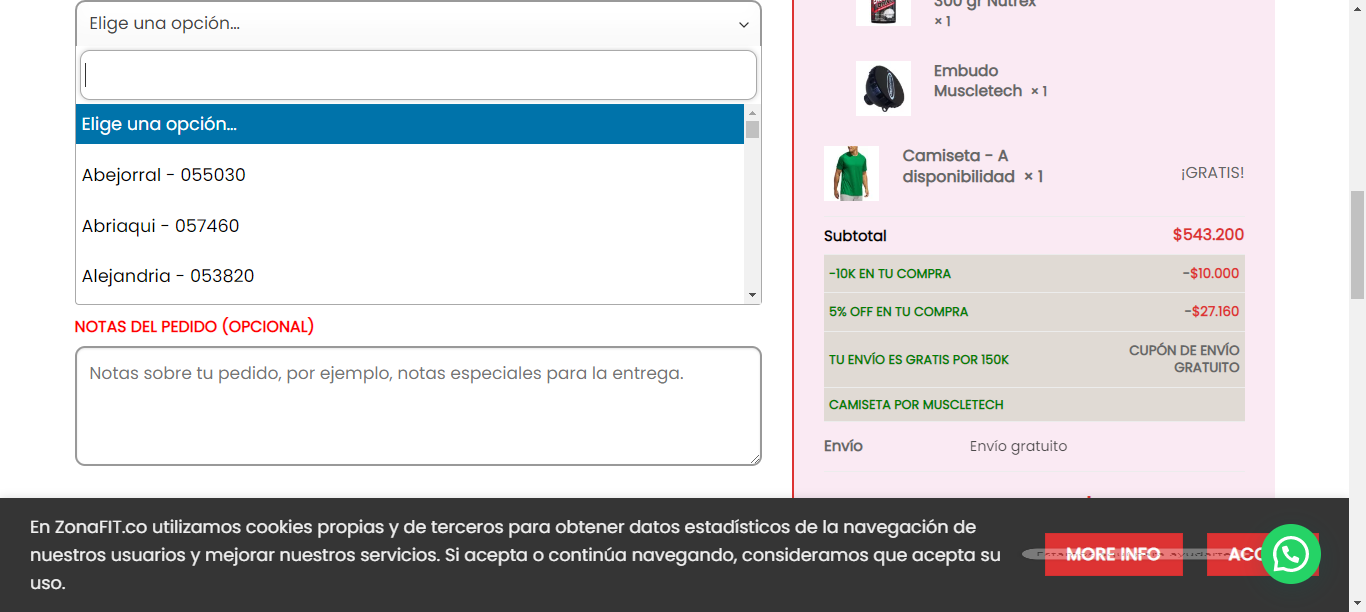 Elige una opción...
Elige una opción...
Abejorral - 055030
Abriaqui - 057460
Alejandria - 053820
NOTAS DEL PEDIDO (OPCIONAL)
Notas sobre tu pedido, por ejemplo, notas especiales para la entrega.
300 gr Nutrex
× 1
Embudo
Muscletech × 1
Camiseta - A
disponibilidad × 1
¡GRATIS!
Subtotal $543.200
-10K EN TU COMPRA -$10.000
5% OFF EN TU COMPRA -$27.160
TU ENVÍO ES GRATIS POR 150K CUPÓN DE ENVÍO
GRATUITO
CAMISETA POR MUSCLETECH
Envío Envío gratuito
En ZonaFIT.co utilizamos cookies propias y de terceros para obtener datos estadísticos de la navegación de
nuestros usuarios y mejorar nuestros servicios. Si acepta o continúa navegando, consideramos que acepta su
uso.
MORE INFO